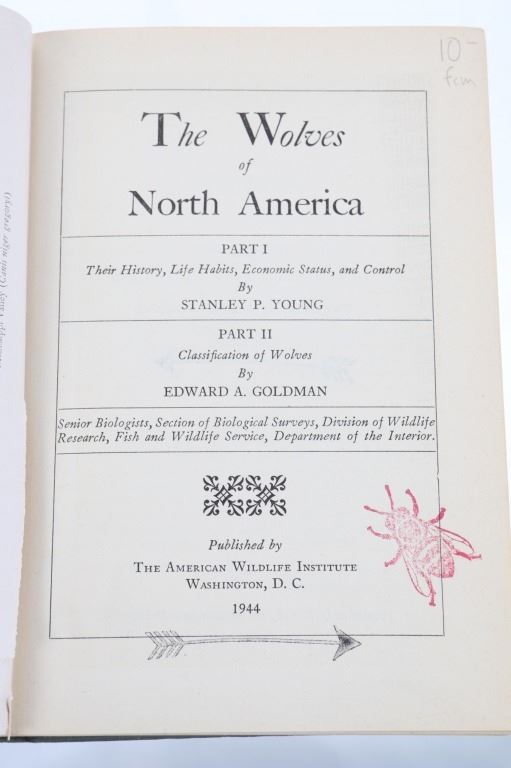 10-
fcm
The Wolves
of
North America
PART I
Their History, Life Habits, Economic Status, and Control
By
STANLEY P. YOUNG
PART II
Classification of Wolves
By
EDWARD A. GOLDMAN
Senior Biologists, Section of Biological Surveys, Division of Wildlife
Research, Fish and Wildlife Service, Department of the Interior.
Published by
THE AMERICAN WILDLIFE INSTITUTE
WASHINGTON, D. C.
1944